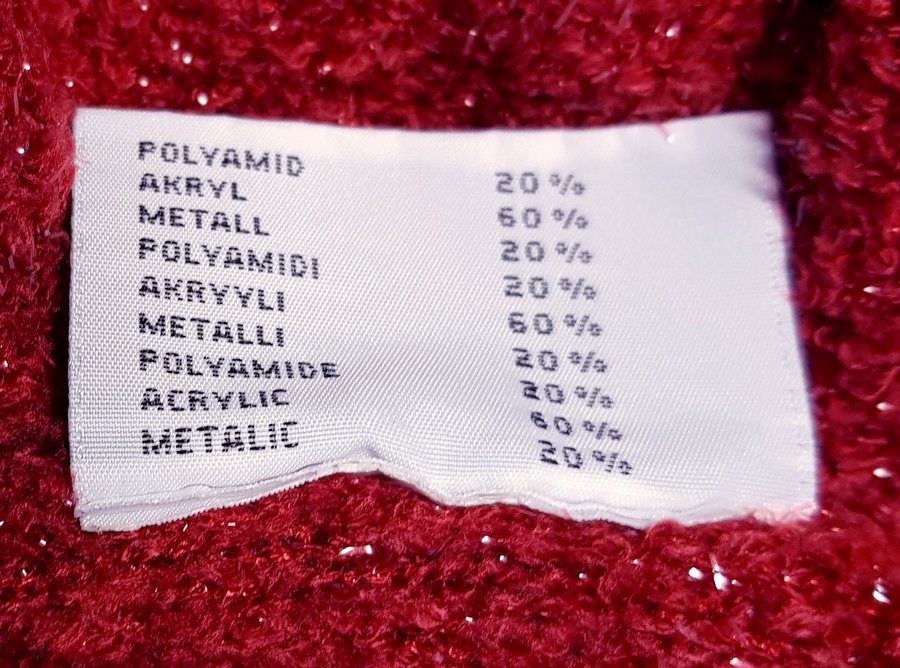 POLYAMID 20%
AKRYL 60%
METALL 20%
POLYAMIDI 20%
AKRYYLI 60%
METALLI 20%
POLYAMIDE 20%
ACRYLIC 60%
METALIC 20%